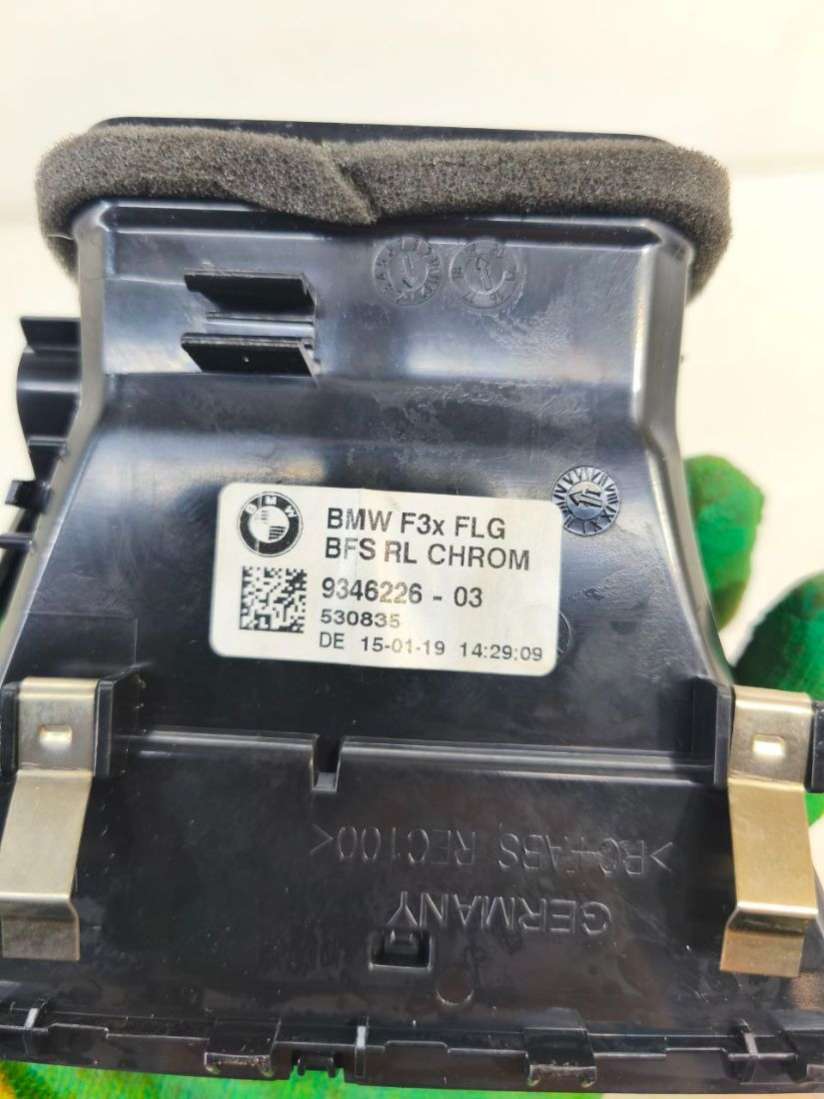 BMW
BMW F3x FLG
BFS RL CHROM
9346226 - 03
530835
DE 15-01-19 14:29:09
>PC+ABS REC100<
GERMANY